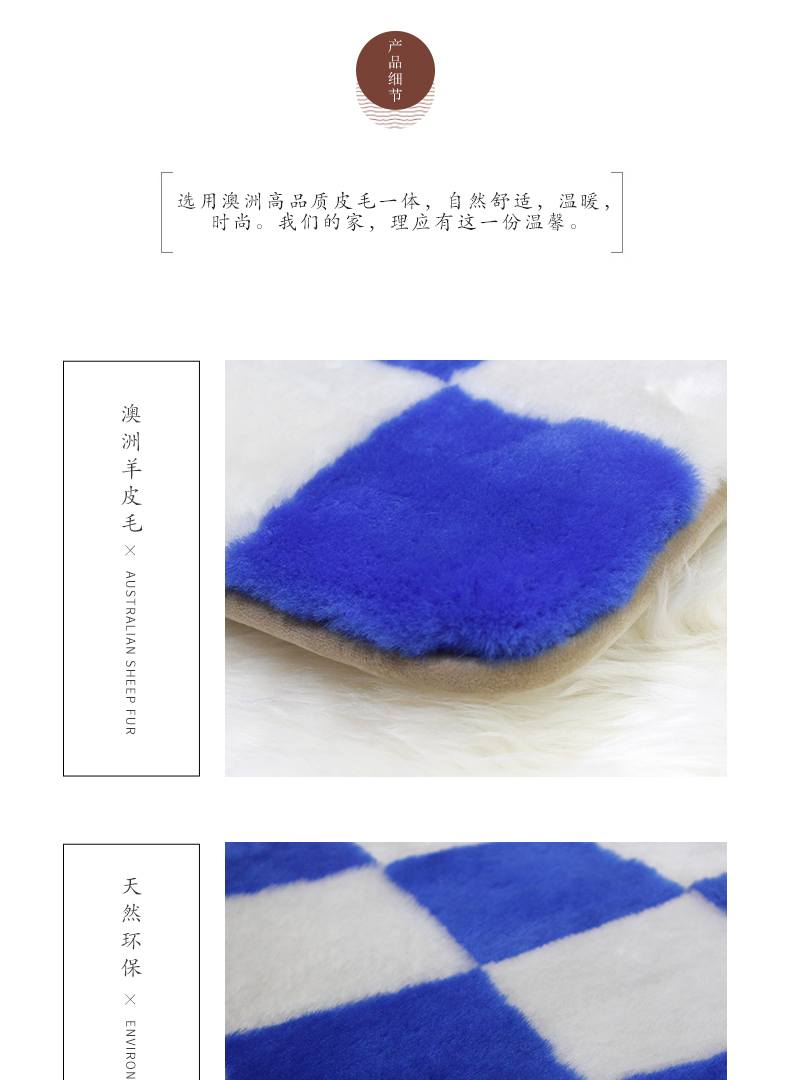 产品细节
选用澳洲高品质皮毛一体，自然舒适，温暖，
时尚。我们的家，理应有这一份温馨。
澳洲羊皮毛
×
AUSTRALIAN SHEEP FUR
天然环保
×
ENVIRON